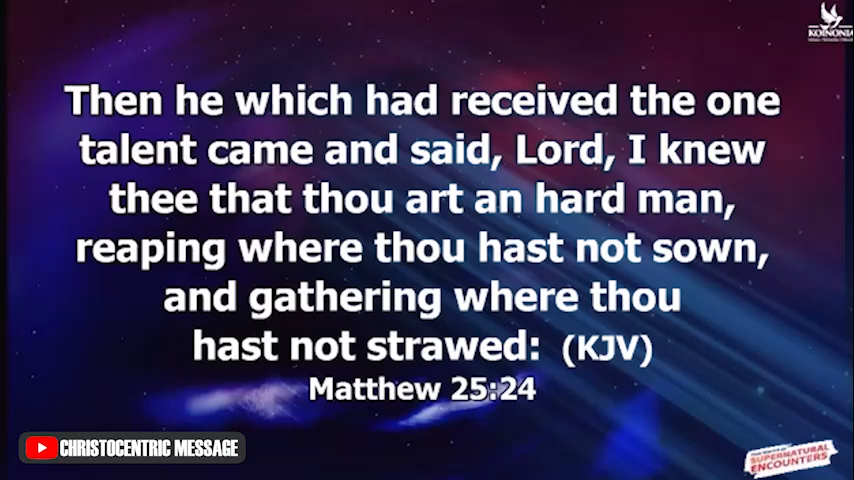 KOINONIA
Then he which had received the one
talent came and said, Lord, I knew
thee that thou art an hard man,
reaping where thou hast not sown,
and gathering where thou
hast not strawed: (KJV)
Matthew 25:24
CHRISTOCENTRIC MESSAGE
SUPERNATURAL
ENCOUNTERS